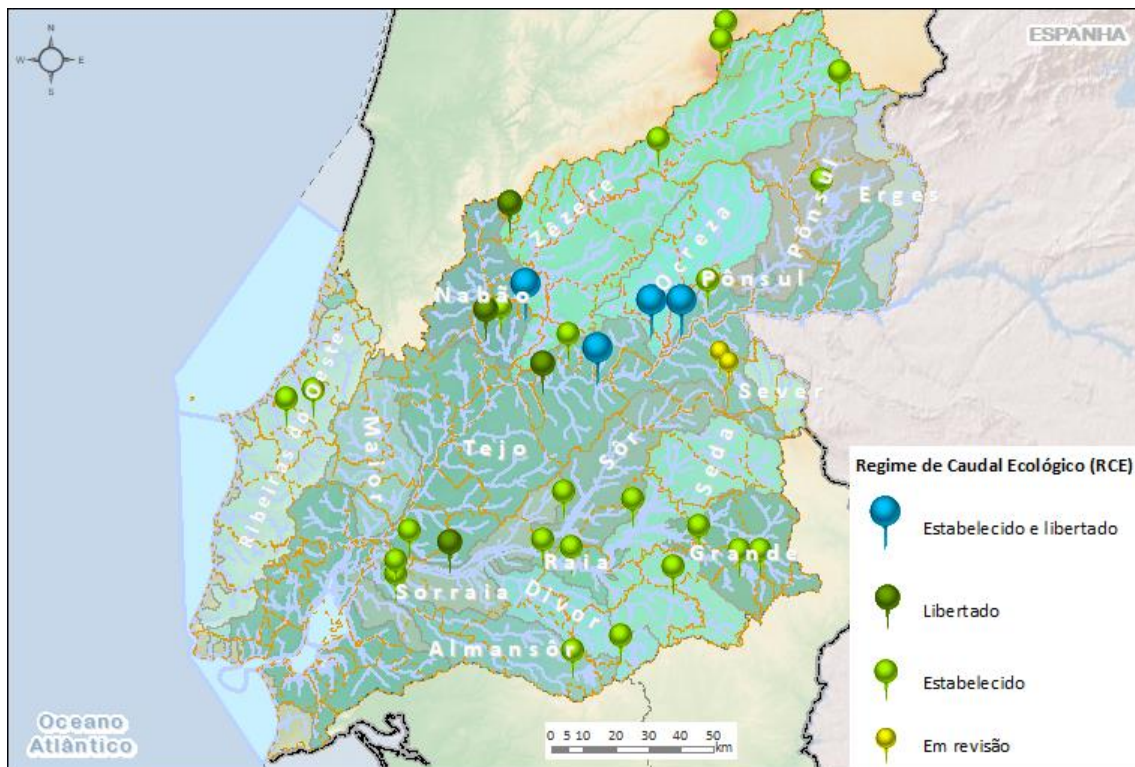 N
W E
S
ESPANHA
Zêzere
Ocreza
Pônsul
Erges
Pônsul
Nabão
Sever
Ribeiras do Oeste
Maior
Tejo
Sôr
Seda
Raia
Grande
Sorraia
Divor
Almansôr
Oceano
Atlântico
0 5 10 20 30 40 50
km
Regime de Caudal Ecológico (RCE)
Estabelecido e libertado
Libertado
Estabelecido
Em revisão